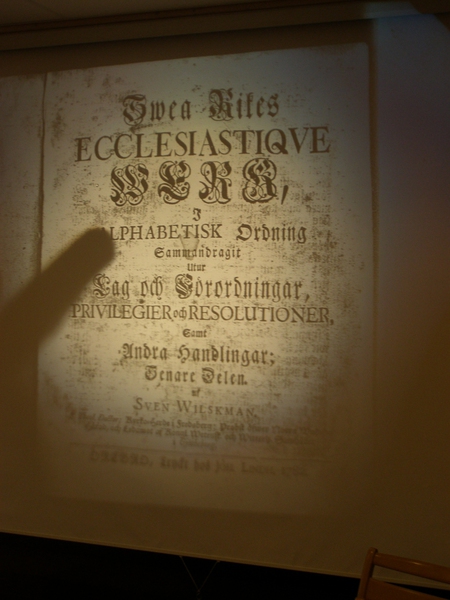 Swea Rikes
ECCLESIASTIQVE
WERK,
I
ALPHABETISK Ordning
Sammandragit
Utur
Lag och Förordningar,
PRIVILEGIER och RESOLUTIONER,
Samt
Andra Handlingar;
Senare Delen.
af
SVEN WILSKMAN,
ÖREBRO,